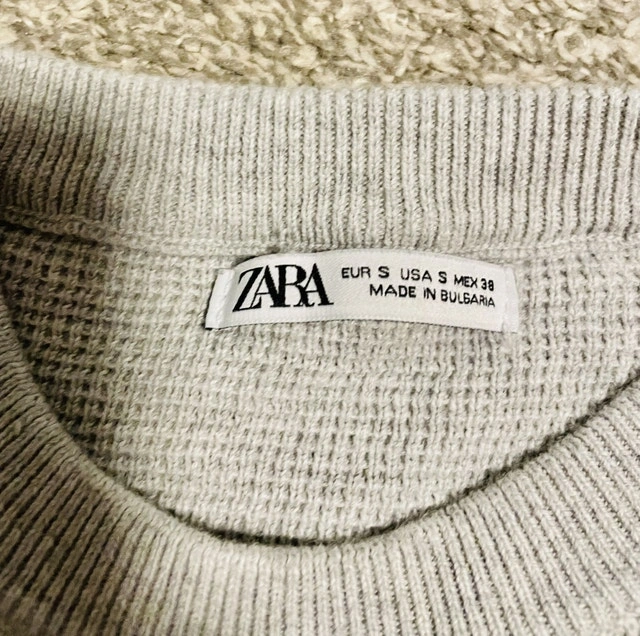 ZARA
EUR S USA S MEX 38
MADE IN BULGARIA